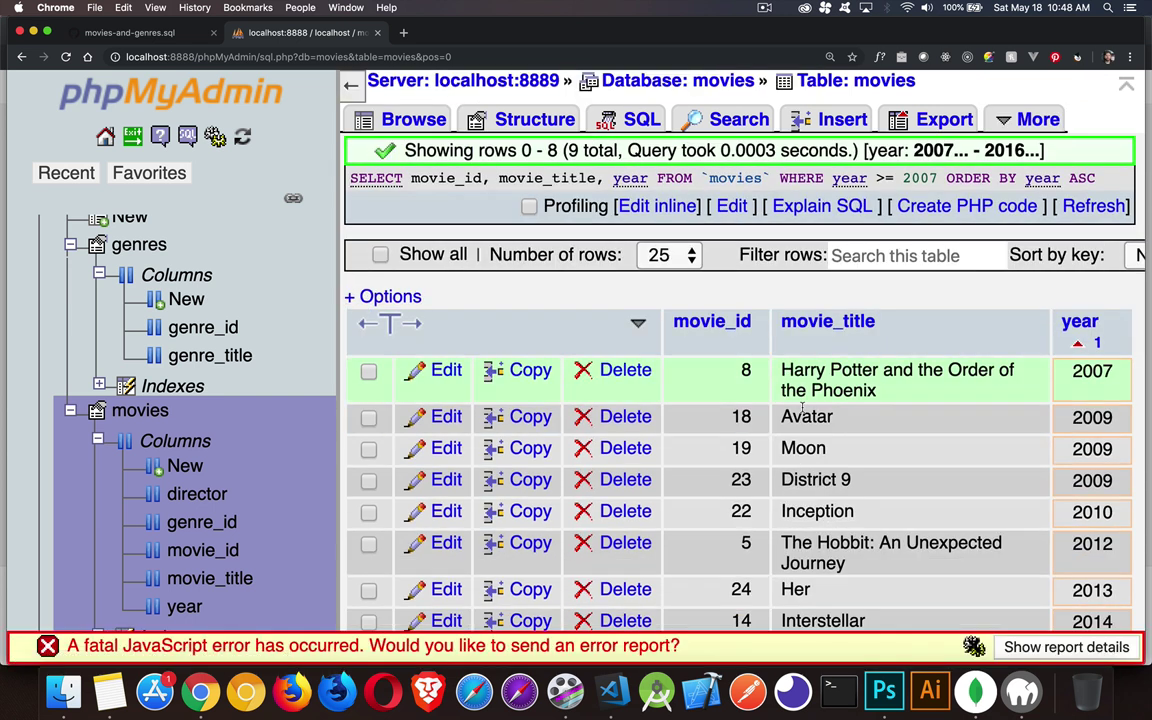 Chrome File Edit View History Bookmarks People Window Help 100% Sat May 18 10:48 AM
movies-and-genres.sql × localhost:8888 / localhost / mo × +
localhost:8888/phpMyAdmin/sql.php?db=movies&table=movies&pos=0
phpMyAdmin
Exit ? SQL
Recent Favorites
New
genres
Columns
New
genre_id
genre_title
Indexes
movies
Columns
New
director
genre_id
movie_id
movie_title
year
Server: localhost:8889 » Database: movies » Table: movies
Browse Structure SQL Search Insert Export More
Showing rows 0 - 8 (9 total, Query took 0.0003 seconds.) [year: 2007... - 2016...]
SELECT movie_id, movie_title, year FROM `movies` WHERE year >= 2007 ORDER BY year ASC
Profiling [Edit inline] [ Edit ] [ Explain SQL ] [ Create PHP code ] [ Refresh]
Show all | Number of rows: 25 Filter rows: Search this table Sort by key: N
+ Options
←T→ movie_id movie_title year
1
Edit Copy Delete 8 Harry Potter and the Order of 2007
the Phoenix
Edit Copy Delete 18 Avatar 2009
Edit Copy Delete 19 Moon 2009
Edit Copy Delete 23 District 9 2009
Edit Copy Delete 22 Inception 2010
Edit Copy Delete 5 The Hobbit: An Unexpected 2012
Journey
Edit Copy Delete 24 Her 2013
Edit Copy Delete 14 Interstellar 2014
A fatal JavaScript error has occurred. Would you like to send an error report? Show report details
1 Ps Ai